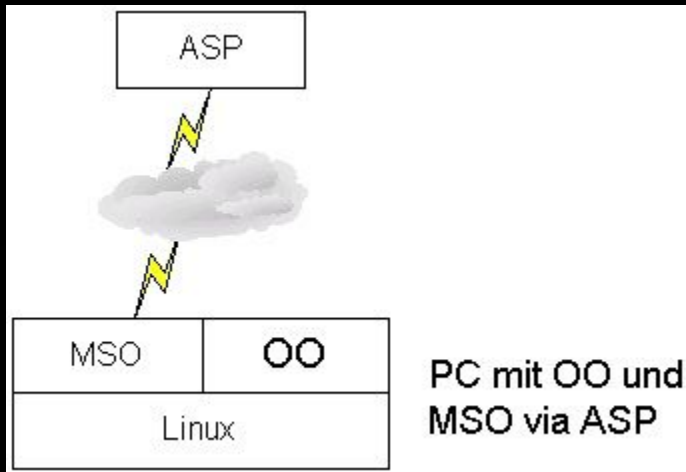 ASP
MSO
OO
Linux
PC mit OO und
MSO via ASP